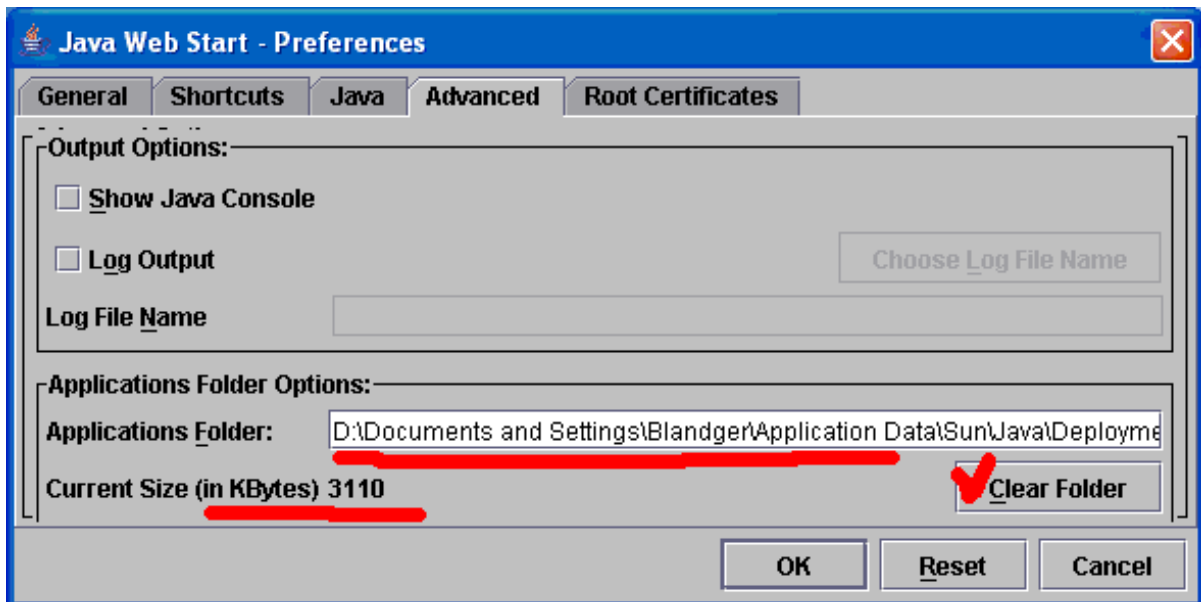 Java Web Start - Preferences
General Shortcuts Java Advanced Root Certificates
Output Options:
Show Java Console
Log Output Choose Log File Name
Log File Name
Applications Folder Options:
Applications Folder: D:\Documents and Settings\Blandger\Application Data\Sun\Java\Deployme
Current Size (in KBytes) 3110 Clear Folder
OK Reset Cancel